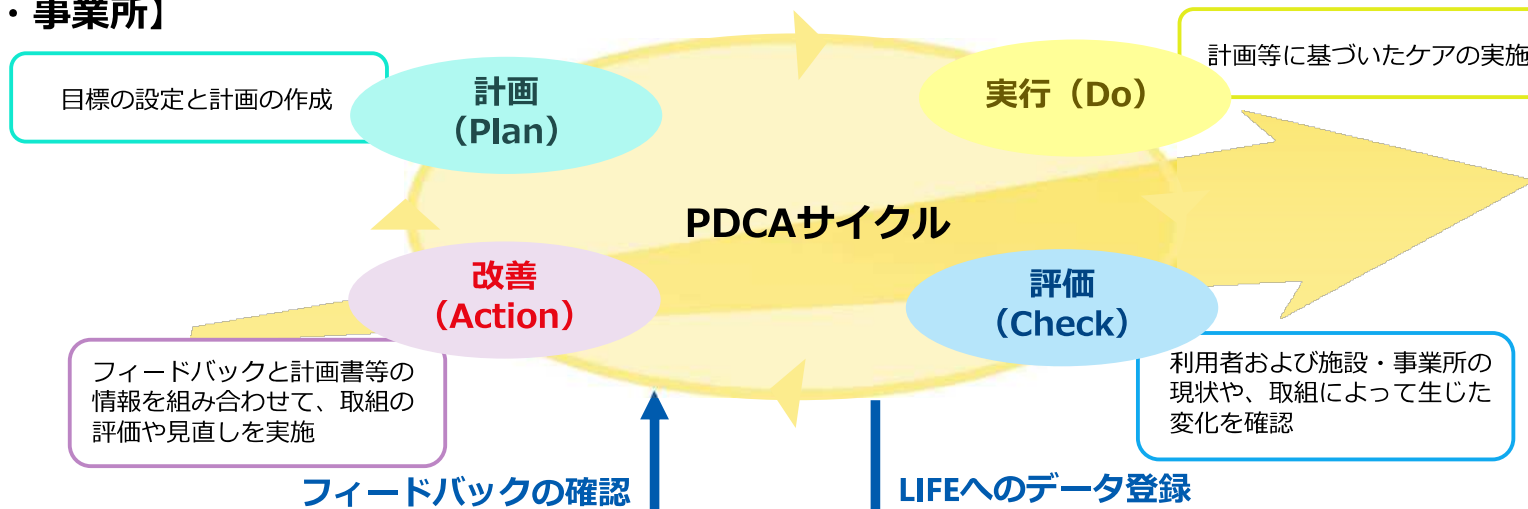 ・事業所】
目標の設定と計画の作成
計画
（Plan）
実行（Do）
計画等に基づいたケアの実施
PDCAサイクル
改善
（Action）
評価
（Check）
フィードバックと計画書等の
情報を組み合わせて、取組の
評価や見直しを実施
利用者および施設・事業所の
現状や、取組によって生じた
変化を確認
フィードバックの確認
LIFEへのデータ登録